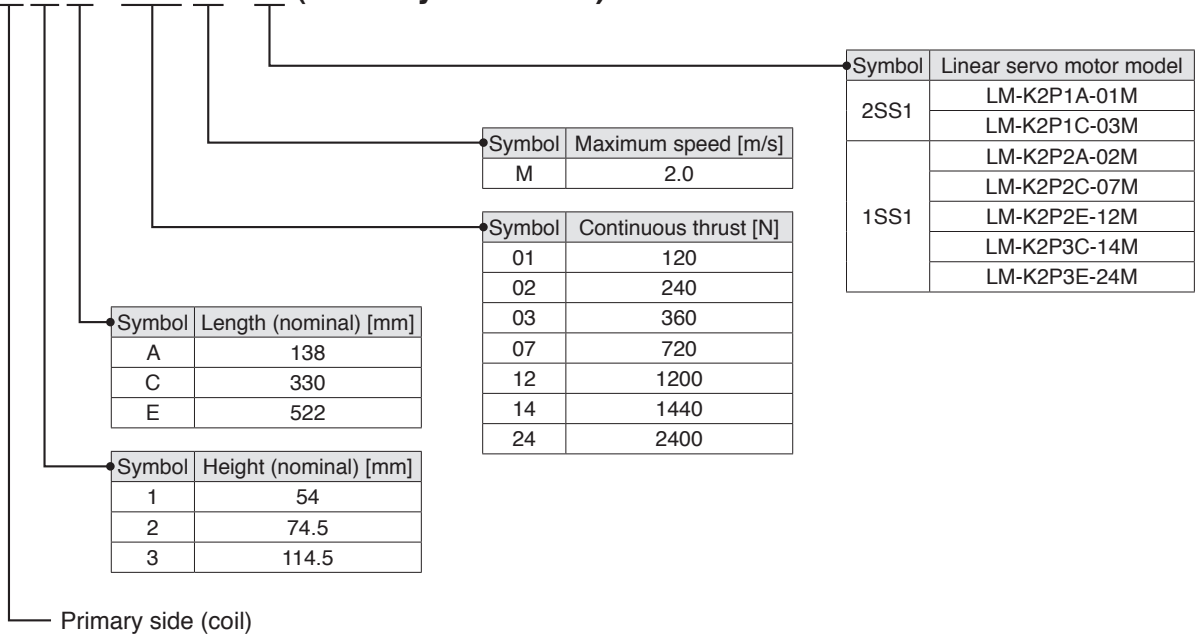 Symbol Linear servo motor model
2SS1 LM-K2P1A-01M
LM-K2P1C-03M
1SS1 LM-K2P2A-02M
LM-K2P2C-07M
LM-K2P2E-12M
LM-K2P3C-14M
LM-K2P3E-24M
Symbol Maximum speed [m/s]
M 2.0
Symbol Continuous thrust [N]
01 120
02 240
03 360
07 720
12 1200
14 1440
24 2400
Symbol Length (nominal) [mm]
A 138
C 330
E 522
Symbol Height (nominal) [mm]
1 54
2 74.5
3 114.5
Primary side (coil)